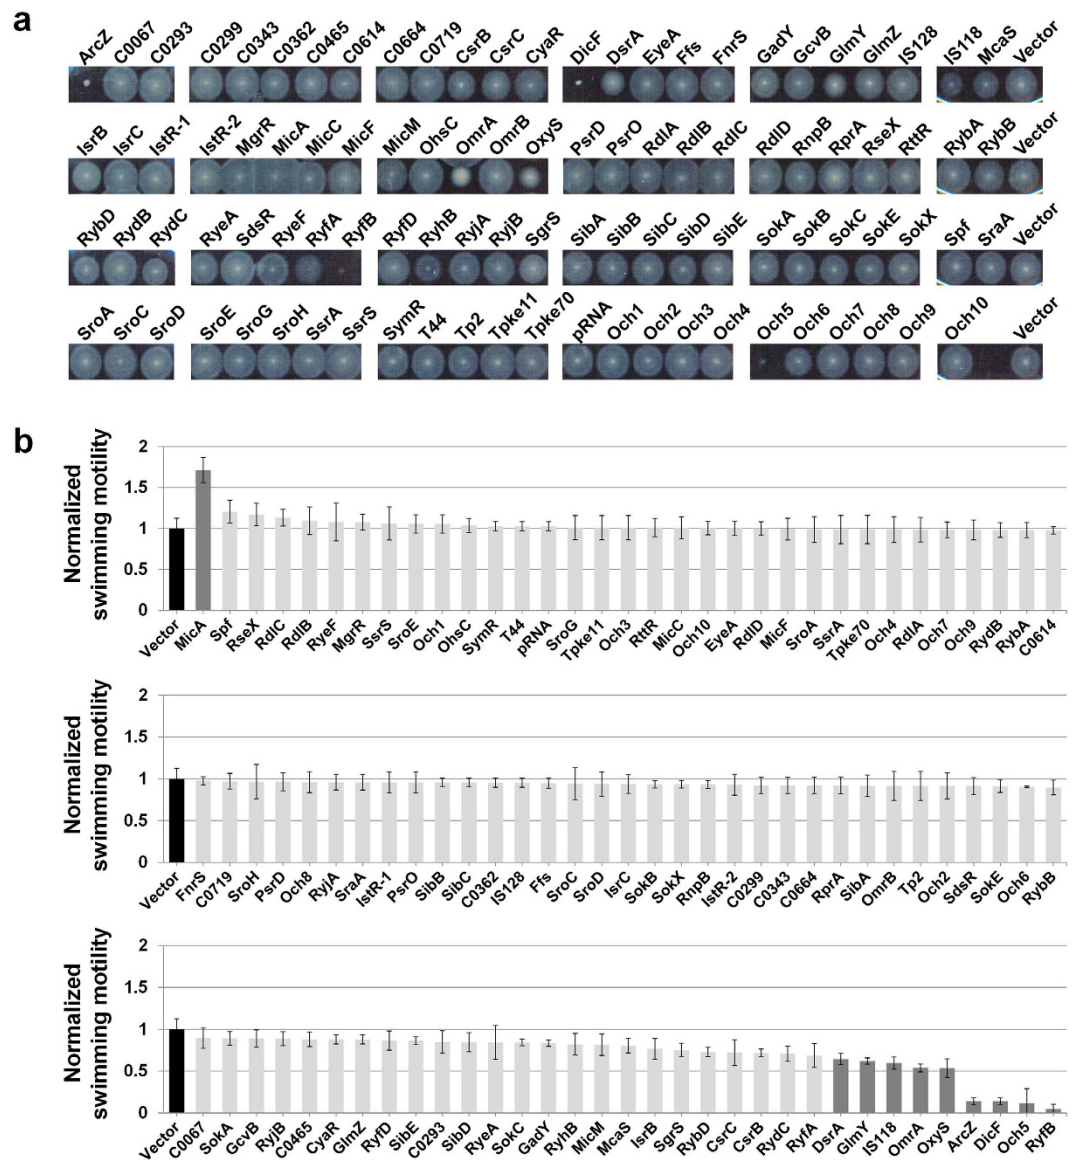 a
ArcZ C0067 C0293 C0299 C0343 C0362 C0465 C0614 C0664 C0719 CsrB CsrC CyaR DicF DsrA EyeA Ffs FnrS GadY GcvB GlmY GlmZ IS128 IS118 McaS Vector
IsrB IsrC IstR-1 IstR-2 MgrR MicA MicC MicF MicM OhsC OmrA OmrB OxyS PsrD PsrO RdlA RdlB RdlC RdlD RnpB RprA RseX RttR RybA RybB Vector
RybD RydB RydC RyeA SdsR RyeF RyfA RyfB RyfD RyhB RyjA RyjB SgrS SibA SibB SibC SibD SibE SokA SokB SokC SokE SokX Spf SraA Vector
SroA SroC SroD SroE SroG SroH SsrA SsrS SymR T44 Tp2 Tpke11 Tpke70 pRNA Och1 Och2 Och3 Och4 Och5 Och6 Och7 Och8 Och9 Och10 Vector
b
Normalized
swimming motility
2
1.5
1
0.5
0
Vector MicA Spf RseX RdlC RdlB RyeF MgrR SsrS SroE Och1 OhsC SymR T44 pRNA SroG Tpke11 Och3 RttR MicC Och10 EyeA RdlD MicF SroA SsrA Tpke70 Och4 RdlA Och7 Och9 RydB RybA C0614
Normalized
swimming motility
2
1.5
1
0.5
0
Vector FnrS C0719 SroH PsrD Och8 RyjA SraA IstR-1 PsrO SibB SibC C0362 IS128 Ffs SroC SroD IsrC SokB SokX RnpB IstR-2 C0299 C0343 C0664 RprA SibA OmrB Tp2 Och2 SdsR SokE Och6 RybB
Normalized
swimming motility
2
1.5
1
0.5
0
Vector C0067 SokA GcvB RyjB C0465 CyaR GlmZ RyfD SibE C0293 SibD RyeA SokC GadY RyhB MicM McaS IsrB SgrS RybD CsrC CsrB RydC RyfA DsrA GlmY IS118 OmrA OxyS ArcZ DicF Och5 RyfB